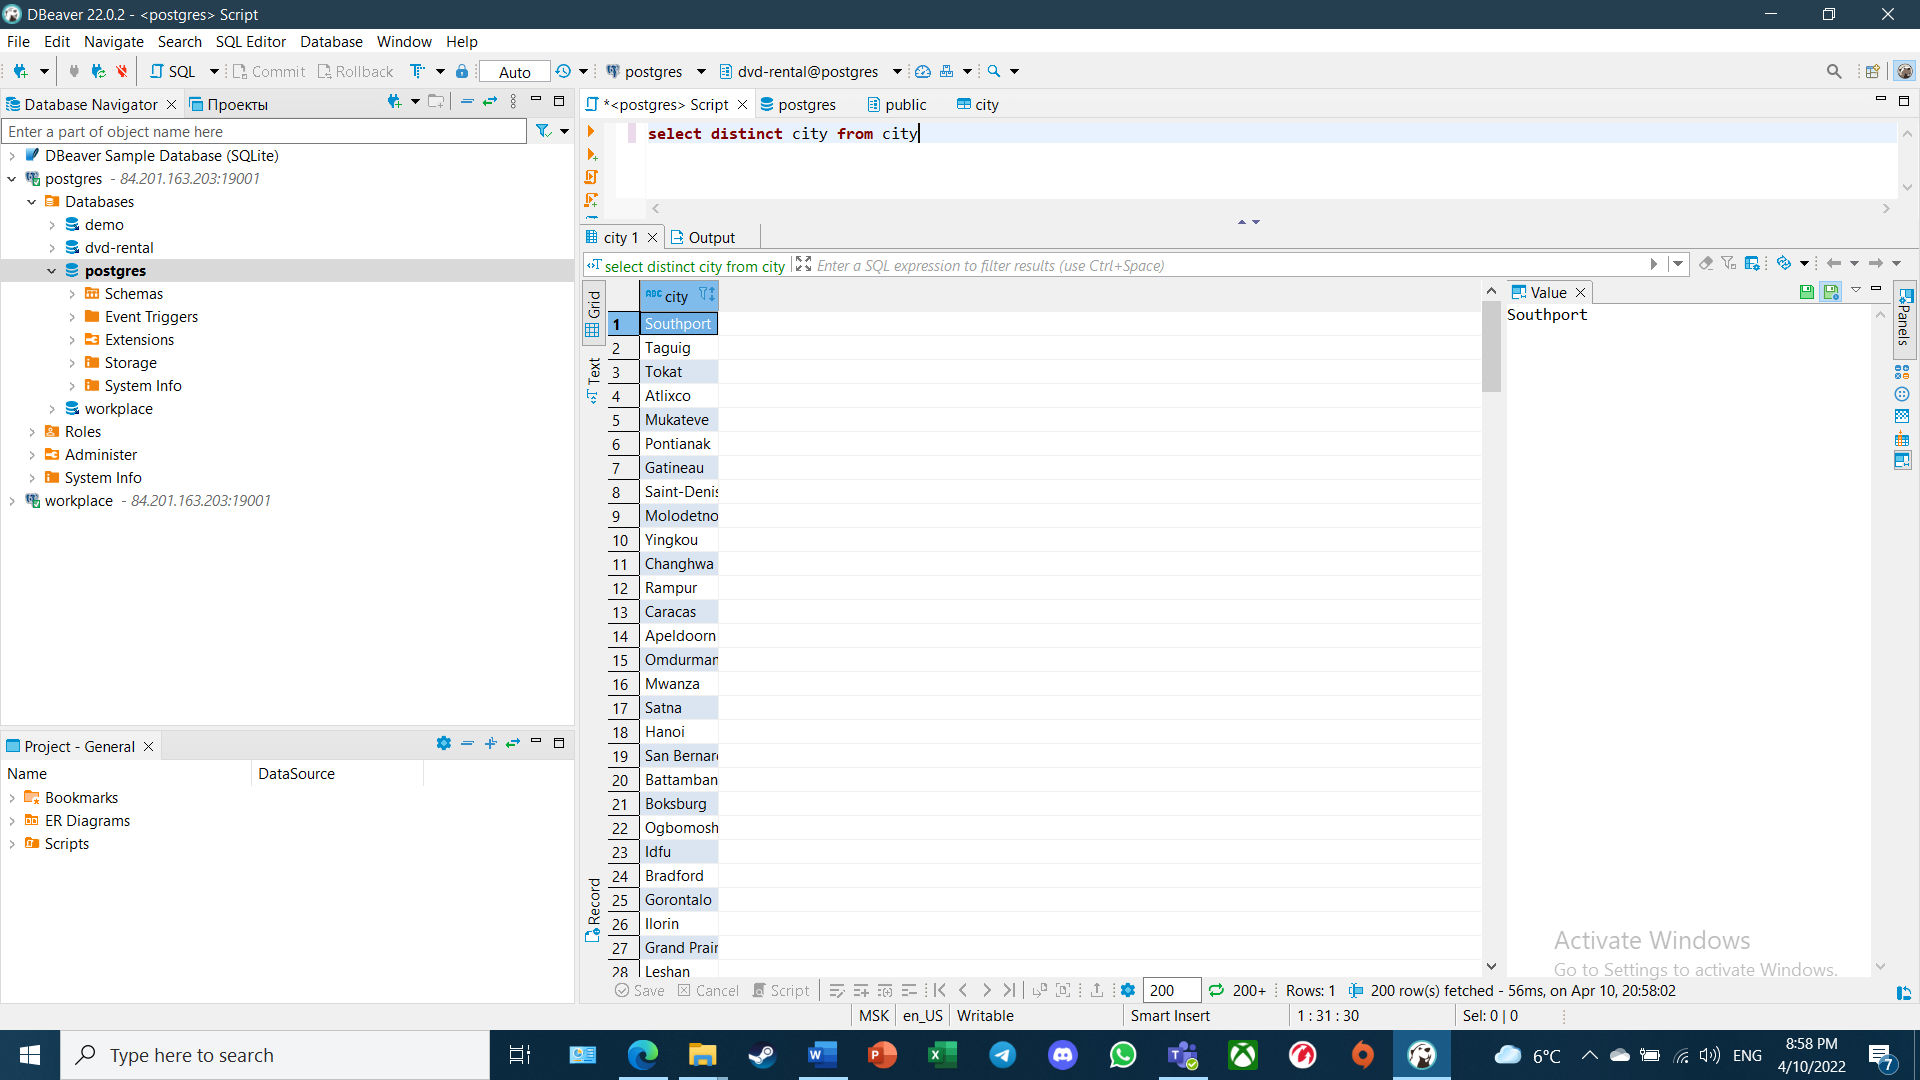 DBeaver 22.0.2 - <postgres> Script
File Edit Navigate Search SQL Editor Database Window Help
SQL Commit Rollback Auto postgres dvd-rental@postgres
Database Navigator Проекты
Enter a part of object name here
DBeaver Sample Database (SQLite)
postgres - 84.201.163.203:19001
Databases
demo
dvd-rental
postgres
Schemas
Event Triggers
Extensions
Storage
System Info
workplace
Roles
Administer
System Info
workplace - 84.201.163.203:19001
Project - General
Name DataSource
Bookmarks
ER Diagrams
Scripts
*<postgres> Script postgres public city
select distinct city from city
city 1 Output
select distinct city from city Enter a SQL expression to filter results (use Ctrl+Space)
Grid
Text
Record
ABC city
1 Southport
2 Taguig
3 Tokat
4 Atlixco
5 Mukateve
6 Pontianak
7 Gatineau
8 Saint-Denis
9 Molodetno
10 Yingkou
11 Changhwa
12 Rampur
13 Caracas
14 Apeldoorn
15 Omdurman
16 Mwanza
17 Satna
18 Hanoi
19 San Bernar
20 Battamban
21 Boksburg
22 Ogbomosh
23 Idfu
24 Bradford
25 Gorontalo
26 Ilorin
27 Grand Prair
28 Leshan
Value
Southport
Panels
Activate Windows
Go to Settings to activate Windows.
Save Cancel Script 200 200+ Rows: 1 200 row(s) fetched - 56ms, on Apr 10, 20:58:02
MSK en_US Writable Smart Insert 1 : 31 : 30 Sel: 0 | 0
Type here to search
6°C ENG
8:58 PM
4/10/2022
7